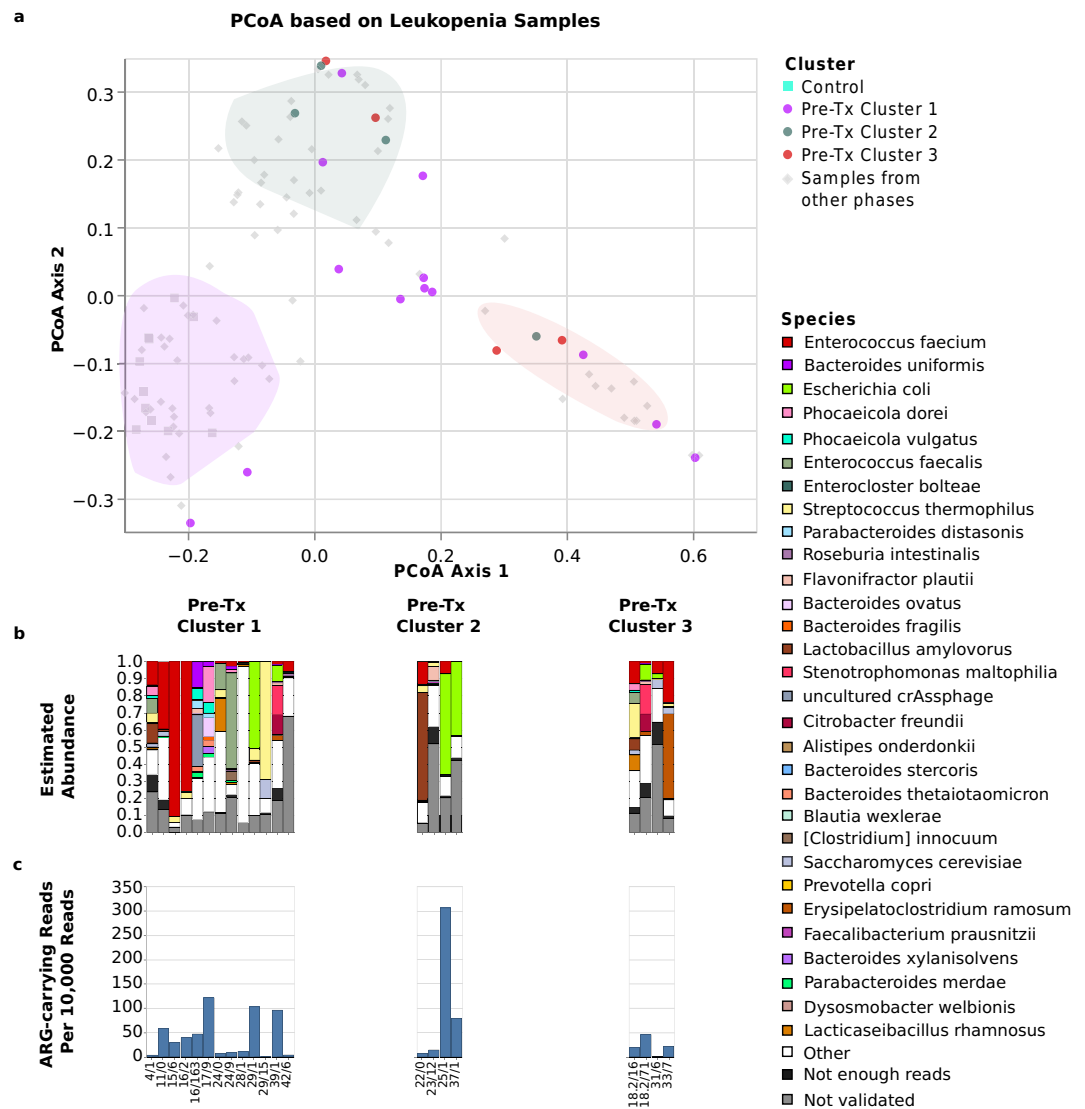 a
PCoA based on Leukopenia Samples
0.3
0.2
0.1
0.0
−0.1
−0.2
−0.3
PCoA Axis 2
−0.2
0.0
0.2
0.4
0.6
PCoA Axis 1
Cluster
Control
Pre-Tx Cluster 1
Pre-Tx Cluster 2
Pre-Tx Cluster 3
Samples from
other phases
Species
Enterococcus faecium
Bacteroides uniformis
Escherichia coli
Phocaeicola dorei
Phocaeicola vulgatus
Enterococcus faecalis
Enterocloster bolteae
Streptococcus thermophilus
Parabacteroides distasonis
Roseburia intestinalis
Flavonifractor plautii
Bacteroides ovatus
Bacteroides fragilis
Lactobacillus amylovorus
Stenotrophomonas maltophilia
uncultured crAssphage
Citrobacter freundii
Alistipes onderdonkii
Bacteroides stercoris
Bacteroides thetaiotaomicron
Blautia wexlerae
[Clostridium] innocuum
Saccharomyces cerevisiae
Prevotella copri
Erysipelatoclostridium ramosum
Faecalibacterium prausnitzii
Bacteroides xylanisolvens
Parabacteroides merdae
Dysosmobacter welbionis
Lacticaseibacillus rhamnosus
Other
Not enough reads
Not validated
b
Pre-Tx
Cluster 1
Pre-Tx
Cluster 2
Pre-Tx
Cluster 3
Estimated
Abundance
1.0
0.9
0.8
0.7
0.6
0.5
0.4
0.3
0.2
0.1
0.0
c
ARG-carrying Reads
Per 10,000 Reads
350
300
250
200
150
100
50
0
4/1
11/0
15/6
16/2
16/163
17/9
24/0
24/9
28/1
29/1
29/15
39/1
42/6
22/0
23/12
25/1
37/1
18.2/16
18.2/71
31/6
33/7